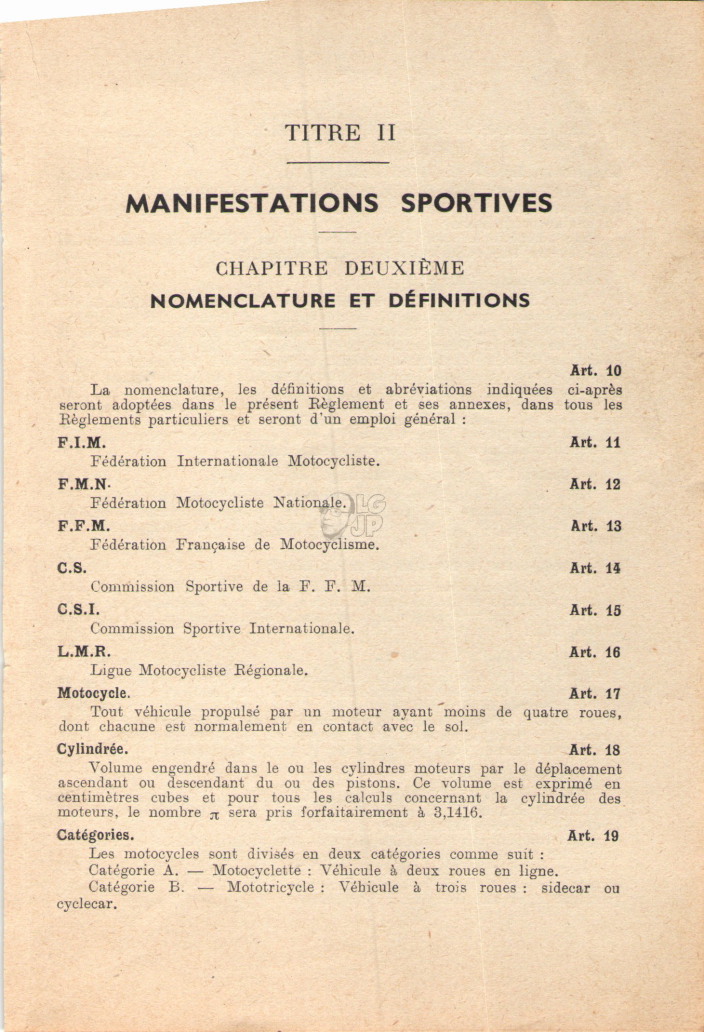 TITRE II
MANIFESTATIONS SPORTIVES
CHAPITRE DEUXIÈME
NOMENCLATURE ET DÉFINITIONS
Art. 10
La nomenclature, les définitions et abréviations indiquées ci-après
seront adoptées dans le présent Règlement et ses annexes, dans tous les
Règlements particuliers et seront d'un emploi général :
F.I.M. Art. 11
Fédération Internationale Motocycliste.
F.M.N. Art. 12
Fédération Motocycliste Nationale.
LG
JP
F.F.M. Art. 13
Fédération Française de Motocyclisme.
C.S. Art. 14
Commission Sportive de la F. F. M.
C.S.I. Art. 15
Commission Sportive Internationale.
L.M.R. Art. 16
Ligue Motocycliste Régionale.
Motocycle. Art. 17
Tout véhicule propulsé par un moteur ayant moins de quatre roues,
dont chacune est normalement en contact avec le sol.
Cylindrée. Art. 18
Volume engendré dans le ou les cylindres moteurs par le déplacement
ascendant ou descendant du ou des pistons. Ce volume est exprimé en
centimètres cubes et pour tous les calculs concernant la cylindrée des
moteurs, le nombre π sera pris forfaitairement à 3,1416.
Catégories. Art. 19
Les motocycles sont divisés en deux catégories comme suit :
Catégorie A. — Motocyclette : Véhicule à deux roues en ligne.
Catégorie B. — Mototricycle : Véhicule à trois roues : sidecar ou
cyclecar.